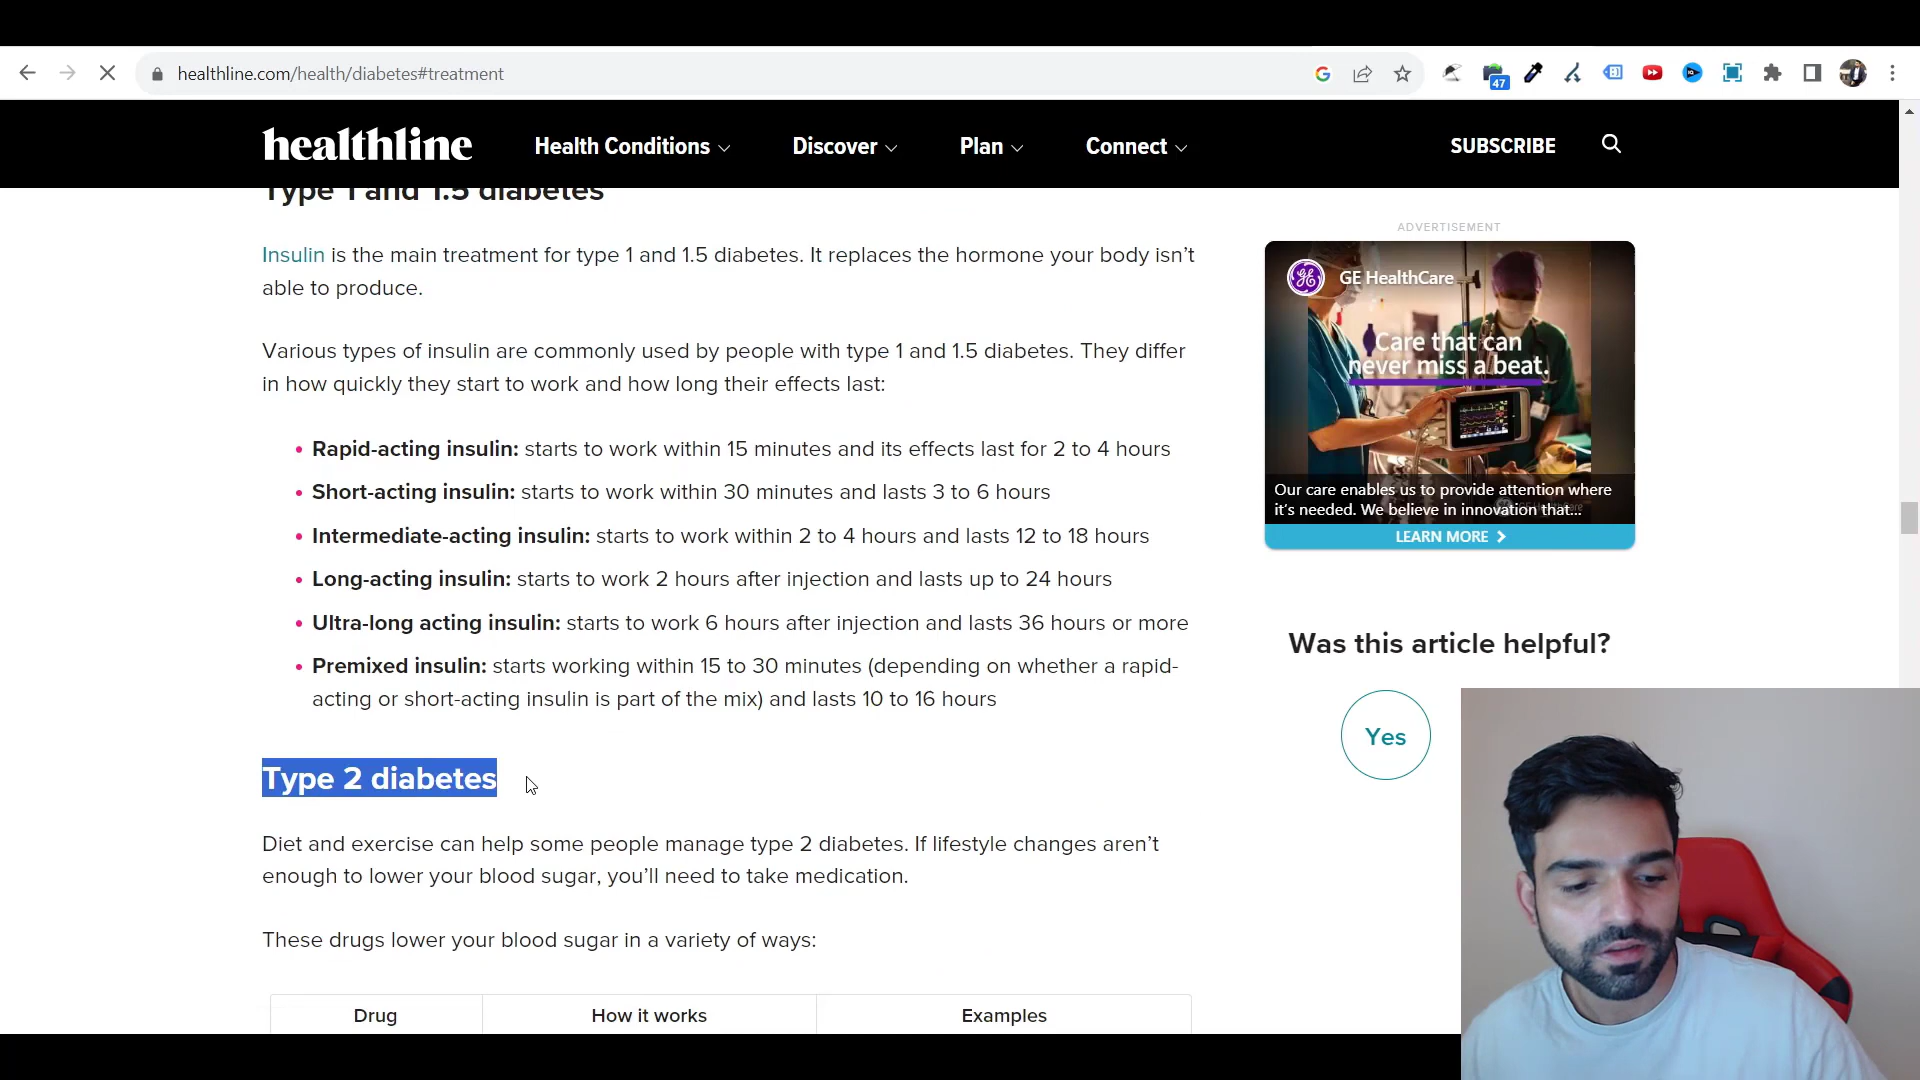 healthline.com/health/diabetes#treatment
47
healthline
Health Conditions
Discover
Plan
Connect
SUBSCRIBE
Type 1 and 1.5 diabetes
Insulin is the main treatment for type 1 and 1.5 diabetes. It replaces the hormone your body isn’t
able to produce.
Various types of insulin are commonly used by people with type 1 and 1.5 diabetes. They differ
in how quickly they start to work and how long their effects last:
• Rapid-acting insulin: starts to work within 15 minutes and its effects last for 2 to 4 hours
• Short-acting insulin: starts to work within 30 minutes and lasts 3 to 6 hours
• Intermediate-acting insulin: starts to work within 2 to 4 hours and lasts 12 to 18 hours
• Long-acting insulin: starts to work 2 hours after injection and lasts up to 24 hours
• Ultra-long acting insulin: starts to work 6 hours after injection and lasts 36 hours or more
• Premixed insulin: starts working within 15 to 30 minutes (depending on whether a rapid-
acting or short-acting insulin is part of the mix) and lasts 10 to 16 hours
Type 2 diabetes
Diet and exercise can help some people manage type 2 diabetes. If lifestyle changes aren’t
enough to lower your blood sugar, you’ll need to take medication.
These drugs lower your blood sugar in a variety of ways:
Drug
How it works
Examples
ADVERTISEMENT
GE HealthCare
Care that can
never miss a beat.
Our care enables us to provide attention where
it’s needed. We believe in innovation that...
LEARN MORE
Was this article helpful?
Yes